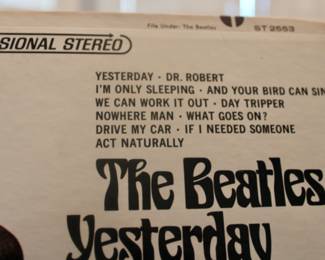 File Under: The Beatles
ST 2553
SIONAL STEREO
YESTERDAY · DR. ROBERT
I'M ONLY SLEEPING · AND YOUR BIRD CAN SIN
WE CAN WORK IT OUT · DAY TRIPPER
NOWHERE MAN · WHAT GOES ON?
DRIVE MY CAR · IF I NEEDED SOMEONE
ACT NATURALLY
The Beatles
Yesterday